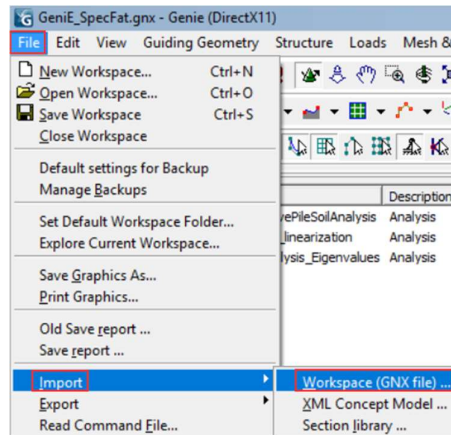 GeniE_SpecFat.gnx - Genie (DirectX11)
File Edit View Guiding Geometry Structure Loads Mesh &
New Workspace... Ctrl+N
Open Workspace... Ctrl+O
Save Workspace Ctrl+S
Close Workspace
Default settings for Backup
Manage Backups
Description
vePileSoilAnalysis Analysis
Set Default Workspace Folder...
_linearization Analysis
Explore Current Workspace...
lysis_Eigenvalues Analysis
Save Graphics As...
Print Graphics...
Old Save report ...
Save report ...
Import
Workspace (GNX file) ...
Export
XML Concept Model ...
Read Command File...
Section library ...